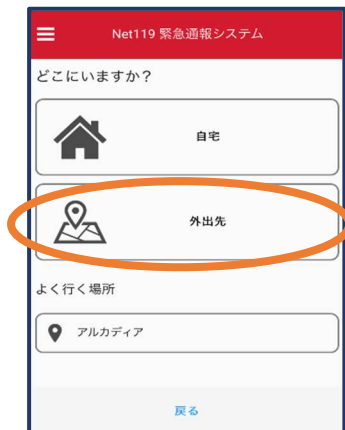 Net119 緊急通報システム
どこにいますか？
自宅
外出先
よく行く場所
アルカディア
戻る